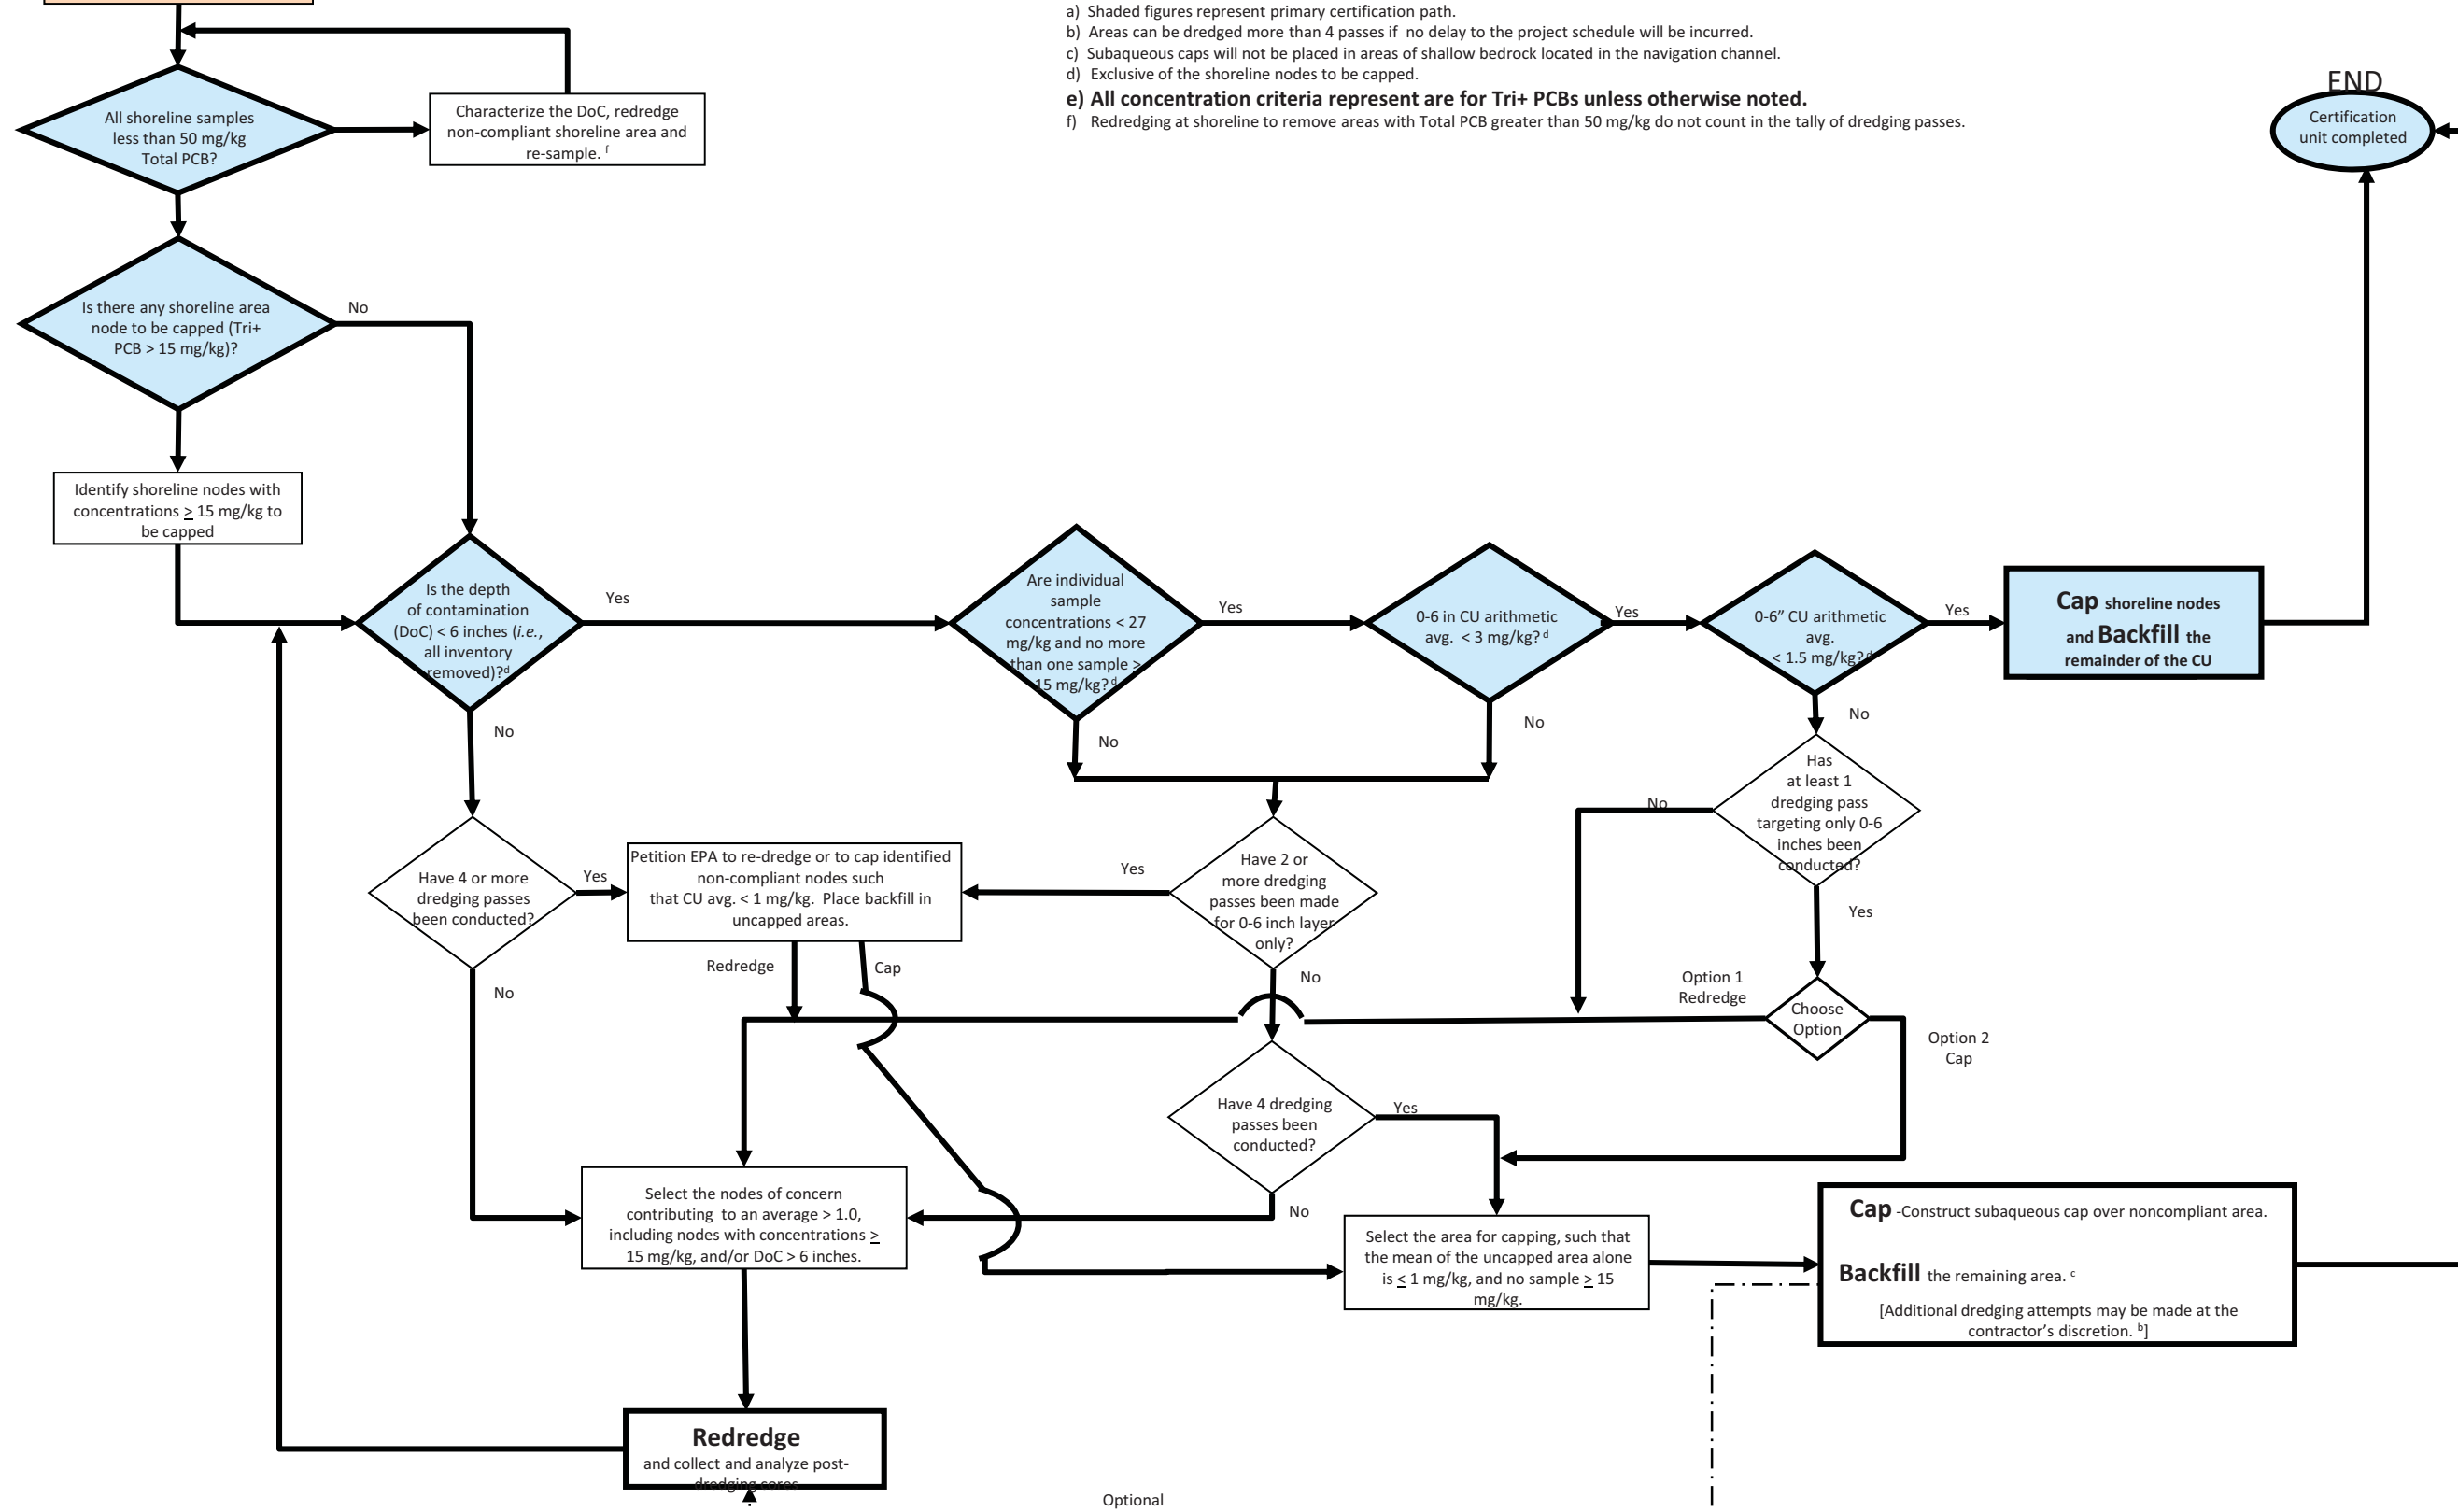 a) Shaded figures represent primary certification path.
b) Areas can be dredged more than 4 passes if no delay to the project schedule will be incurred.
c) Subaqueous caps will not be placed in areas of shallow bedrock located in the navigation channel.
d) Exclusive of the shoreline nodes to be capped.
e) All concentration criteria represent are for Tri+ PCBs unless otherwise noted.
f) Redredging at shoreline to remove areas with Total PCB greater than 50 mg/kg do not count in the tally of dredging passes.
END
Certification
unit completed
All shoreline samples
less than 50 mg/kg
Total PCB?
Characterize the DoC, redredge
non-compliant shoreline area and
re-sample. f
Is there any shoreline area
node to be capped (Tri+
PCB > 15 mg/kg)?
No
Identify shoreline nodes with
concentrations ≥ 15 mg/kg to
be capped
Is the depth
of contamination
(DoC) < 6 inches (i.e.,
all inventory
removed)?d
Yes
Are individual
sample
concentrations < 27
mg/kg and no more
than one sample ≥
15 mg/kg? d
Yes
0-6 in CU arithmetic
avg. < 3 mg/kg? d
Yes
0-6” CU arithmetic
avg.
< 1.5 mg/kg? d
Yes
Cap shoreline nodes
and Backfill the
remainder of the CU
No
No
No
No
Has
at least 1
dredging pass
targeting only 0-6
inches been
conducted?
No
Yes
Have 4 or more
dredging passes
been conducted?
Yes
Petition EPA to re-dredge or to cap identified
non-compliant nodes such
that CU avg. < 1 mg/kg. Place backfill in
uncapped areas.
Yes
Have 2 or
more dredging
passes been made
for 0-6 inch layer
only?
No
Redredge
Cap
No
Option 1
Redredge
Choose
Option
Option 2
Cap
Have 4 dredging
passes been
conducted?
Yes
No
Select the nodes of concern
contributing to an average > 1.0,
including nodes with concentrations ≥
15 mg/kg, and/or DoC > 6 inches.
Select the area for capping, such that
the mean of the uncapped area alone
is ≤ 1 mg/kg, and no sample ≥ 15
mg/kg.
Cap -Construct subaqueous cap over noncompliant area.
Backfill the remaining area. c
[Additional dredging attempts may be made at the
contractor’s discretion. b]
Redredge
and collect and analyze post-
dredging cores
Optional